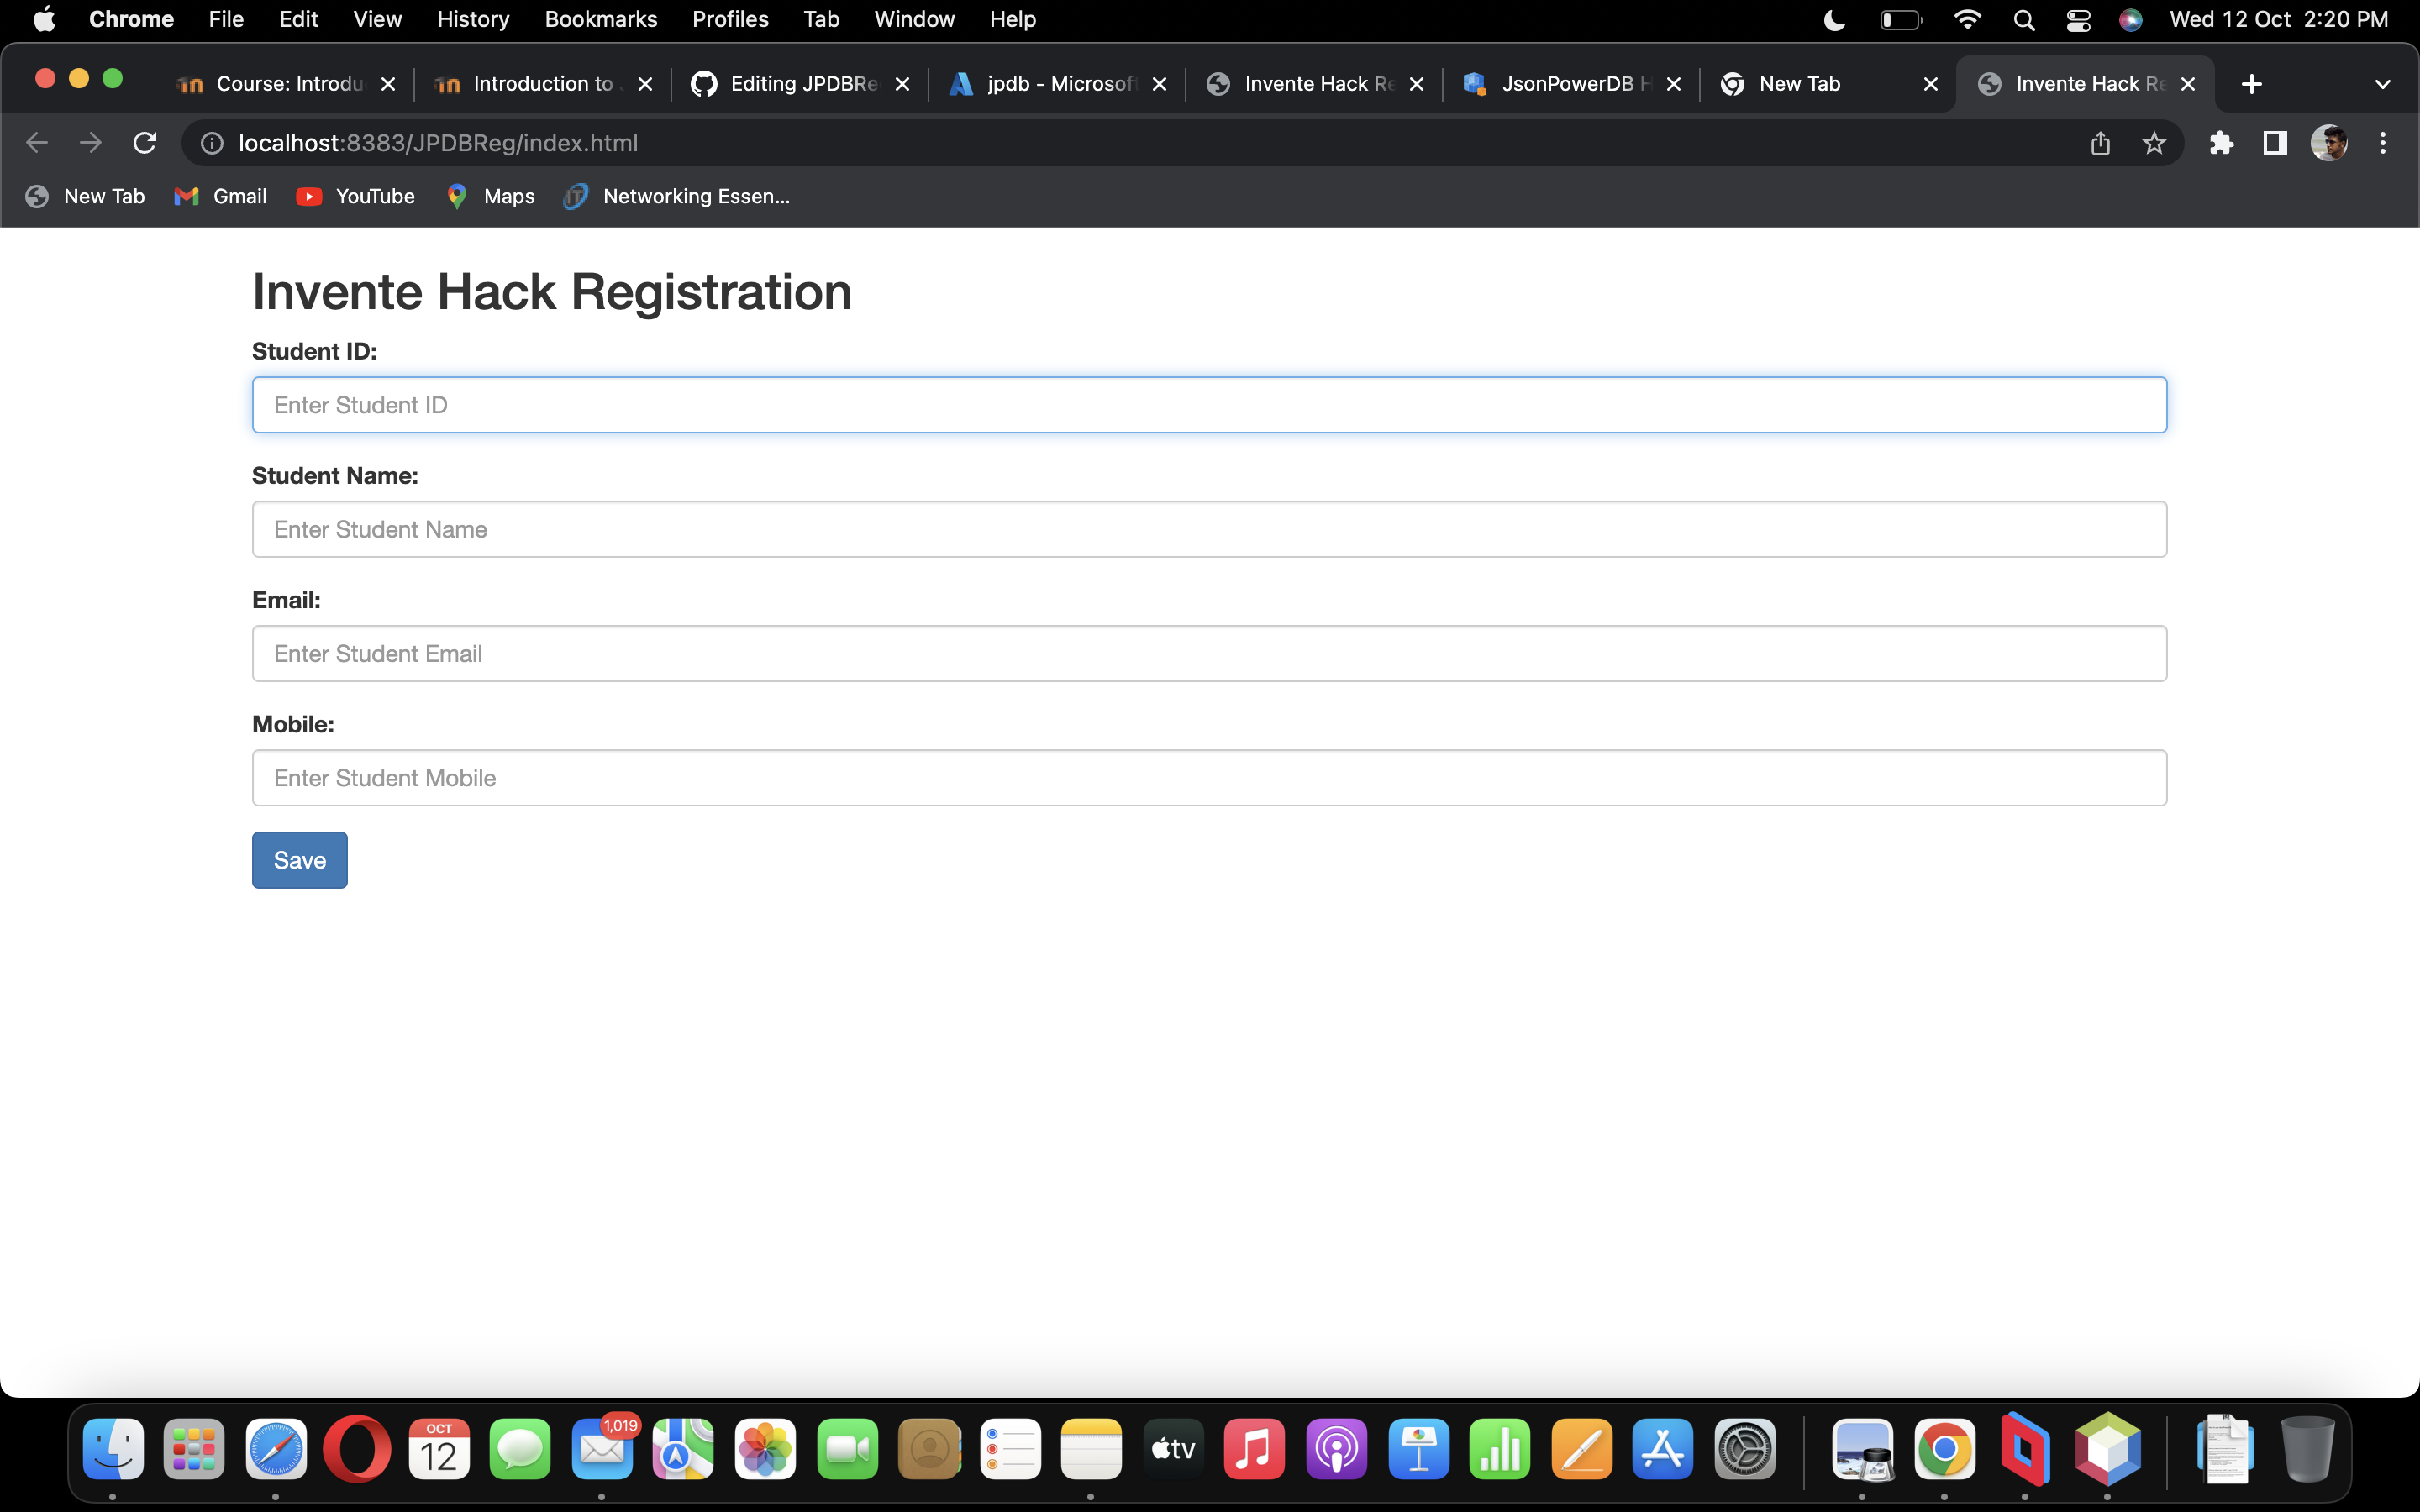 Chrome File Edit View History Bookmarks Profiles Tab Window Help Wed 12 Oct 2:20 PM
Course: Introdu Introduction to Editing JPDBRe jpdb - Microsof Invente Hack Re JsonPowerDB H New Tab Invente Hack Re
localhost:8383/JPDBReg/index.html
New Tab Gmail YouTube Maps Networking Essen...
Invente Hack Registration
Student ID:
Enter Student ID
Student Name:
Enter Student Name
Email:
Enter Student Email
Mobile:
Enter Student Mobile
Save
OCT
12
1,019
tv